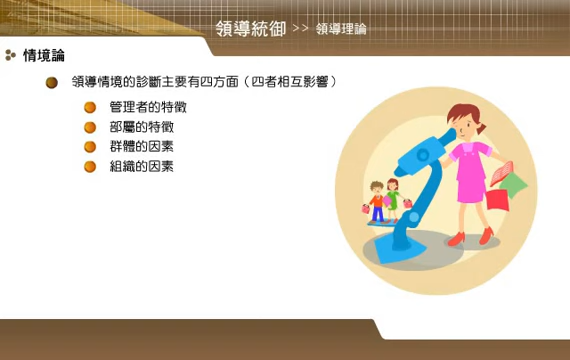 領導統御 >> 領導理論
情境論
領導情境的診斷主要有四方面（四者相互影響）
管理者的特徵
部屬的特徵
群體的因素
組織的因素